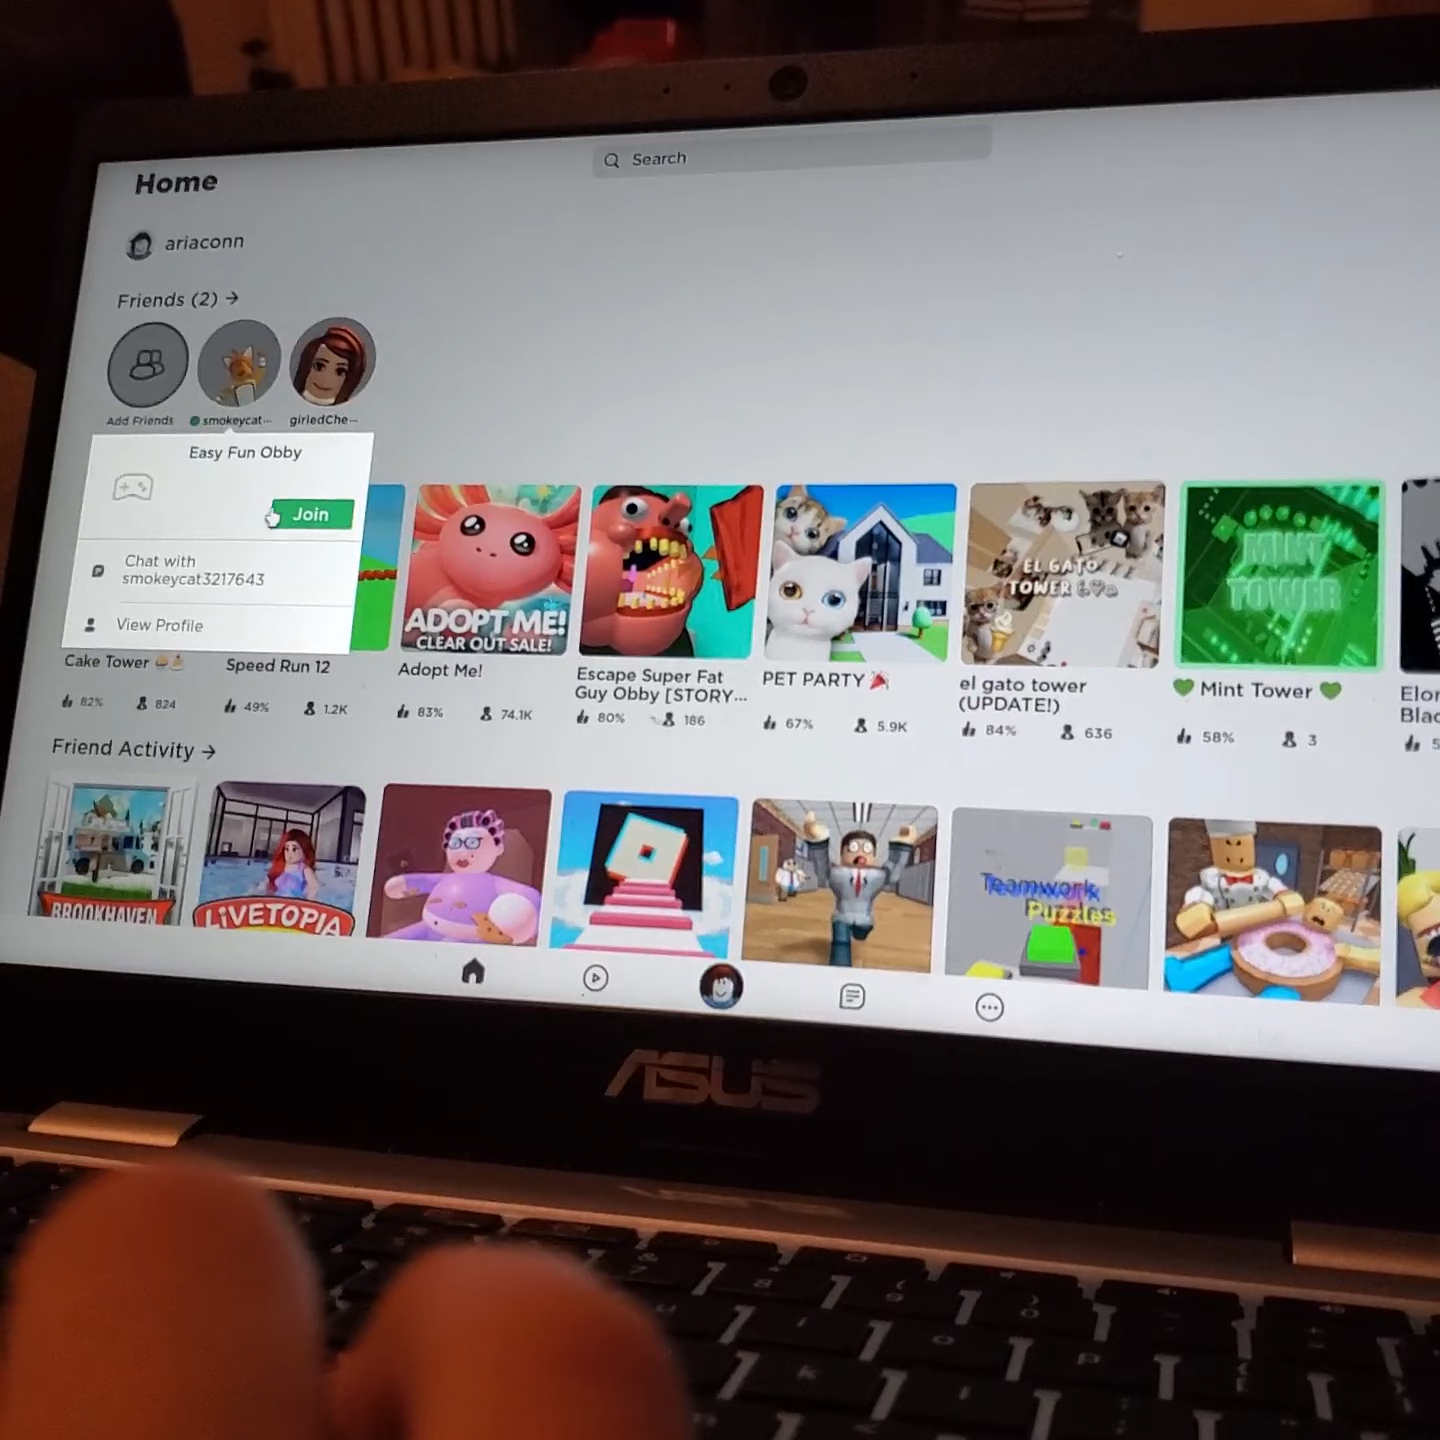 Search
Home
ariaconn
Friends (2) →
Add Friends
smokeycat...
girledChe...
Easy Fun Obby
Join
Chat with
smokeycat3217643
View Profile
ADOPT ME!
CLEAR OUT SALE!
EL GATO
TOWER
MINT
TOWER
Cake Tower
Speed Run 12
Adopt Me!
Escape Super Fat
Guy Obby [STORY...
PET PARTY 🎉
el gato tower
(UPDATE!)
💚 Mint Tower 💚
82%
824
49%
1.2K
83%
74.1K
80%
186
67%
5.9K
84%
636
58%
3
Friend Activity →
BROOKHAVEN
LIVETOPIA
Teamwork
Puzzles
ASUS